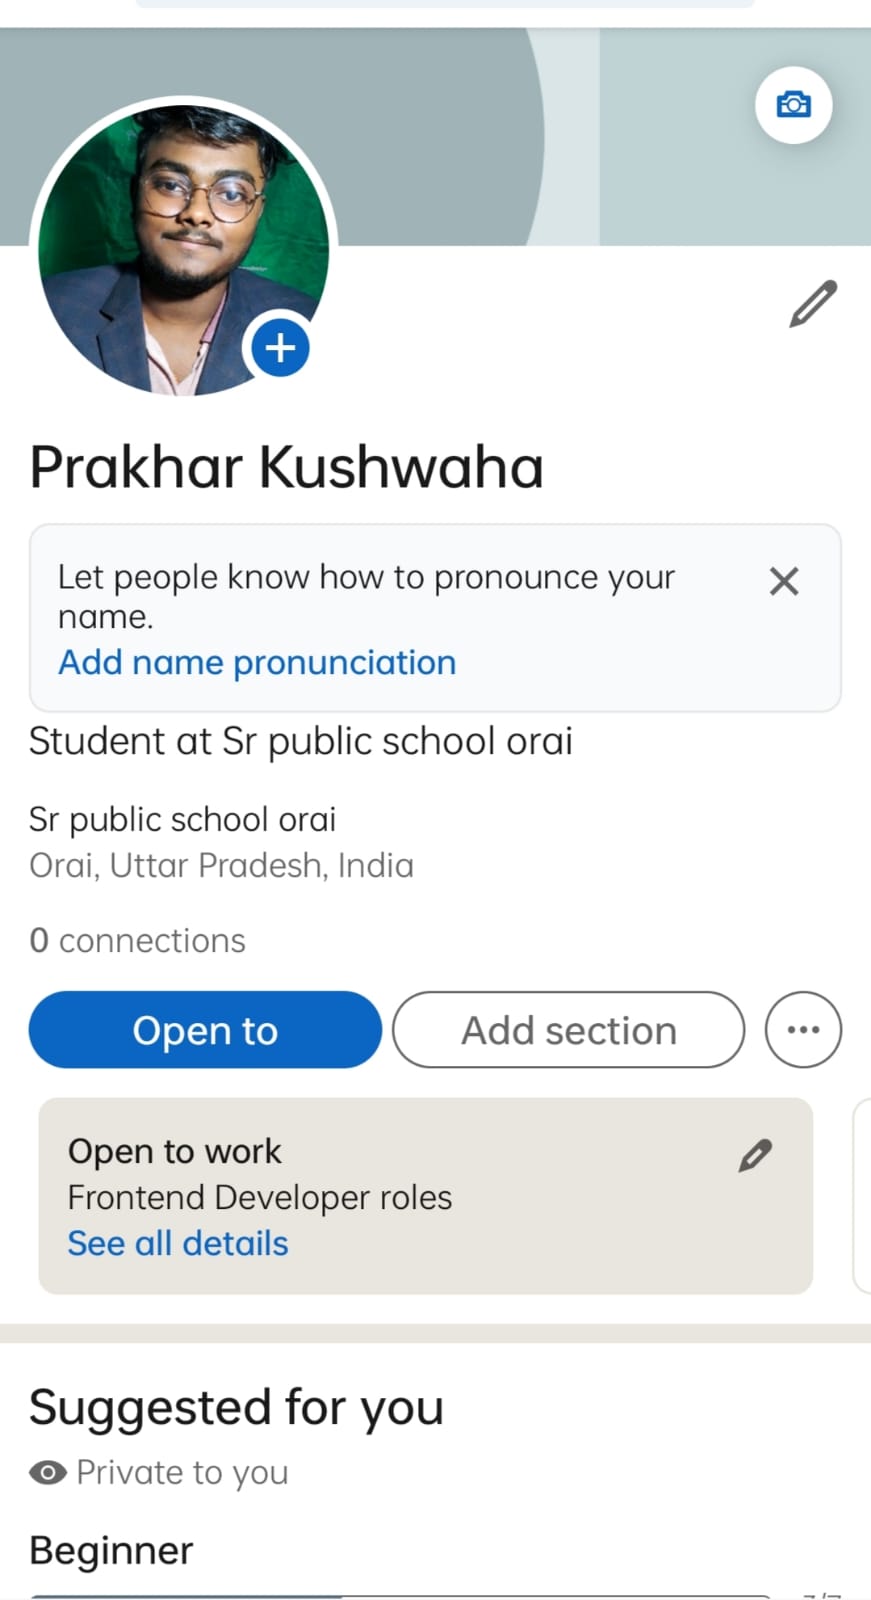 Prakhar Kushwaha
Let people know how to pronounce your
name.
Add name pronunciation
Student at Sr public school orai
Sr public school orai
Orai, Uttar Pradesh, India
0 connections
Open to
Add section
Open to work
Frontend Developer roles
See all details
Suggested for you
Private to you
Beginner